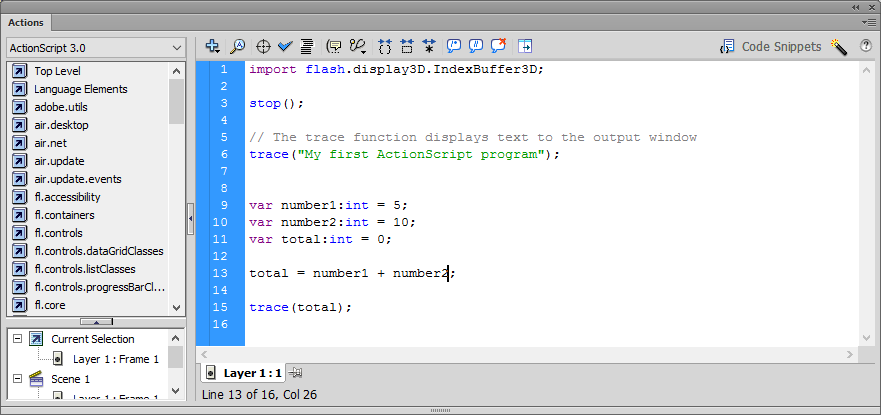 Actions
ActionScript 3.0
Code Snippets
Top Level
Language Elements
adobe.utils
air.desktop
air.net
air.update
air.update.events
fl.accessibility
fl.containers
fl.controls
fl.controls.dataGridClasses
fl.controls.listClasses
fl.controls.progressBarCl...
fl.core
Current Selection
Layer 1 : Frame 1
Scene 1
Layer 1 : Frame 1
1 import flash.display3D.IndexBuffer3D;
2
3 stop();
4
5 // The trace function displays text to the output window
6 trace("My first ActionScript program");
7
8
9 var number1:int = 5;
10 var number2:int = 10;
11 var total:int = 0;
12
13 total = number1 + number2;
14
15 trace(total);
16
Layer 1 : 1
Line 13 of 16, Col 26